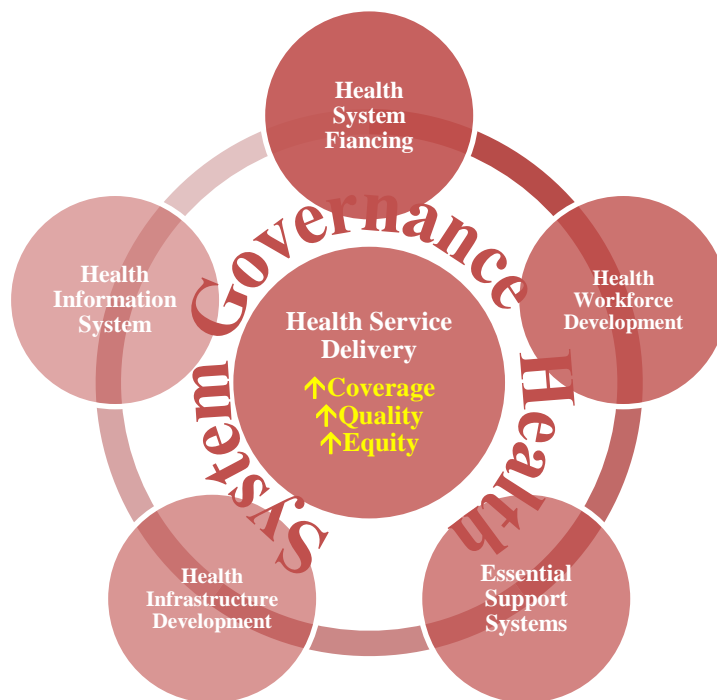 Health
System
Fiancing
Health
Workforce
Development
Essential
Support
Systems
Health
Infrastructure
Development
Health
Information
System
System Governance Health
Health Service
Delivery
↑Coverage
↑Quality
↑Equity